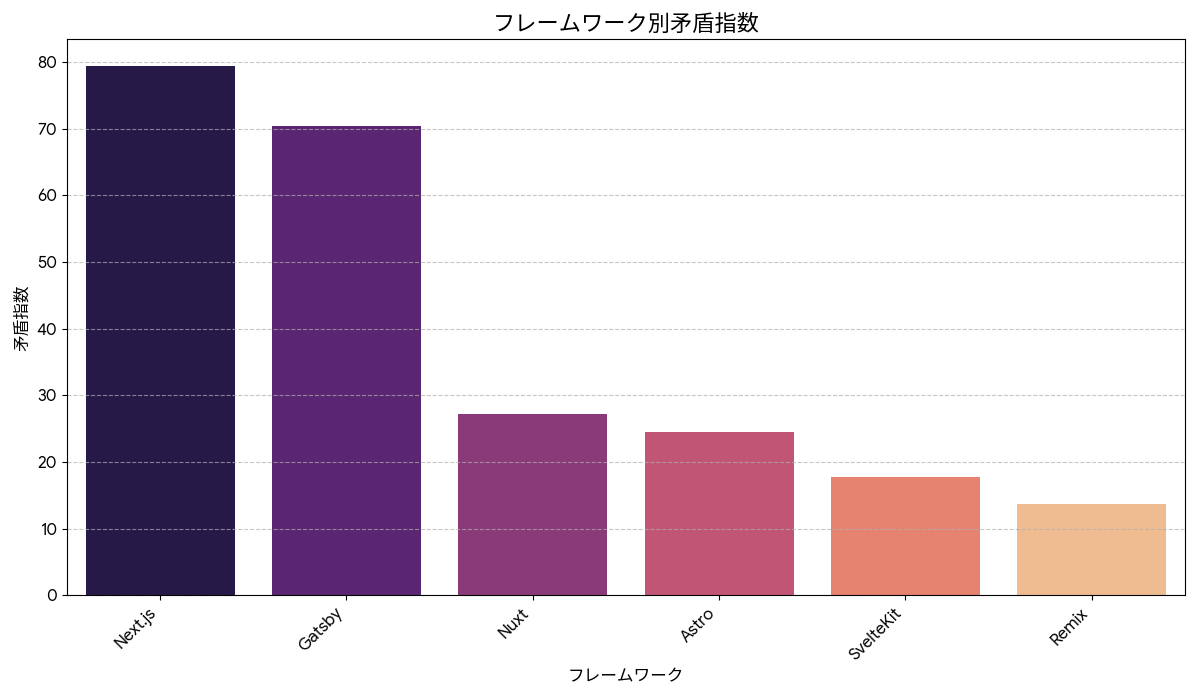 フレームワーク別矛盾指数
矛盾指数
80
70
60
50
40
30
20
10
0
Next.js
Gatsby
Nuxt
Astro
SvelteKit
Remix
フレームワーク